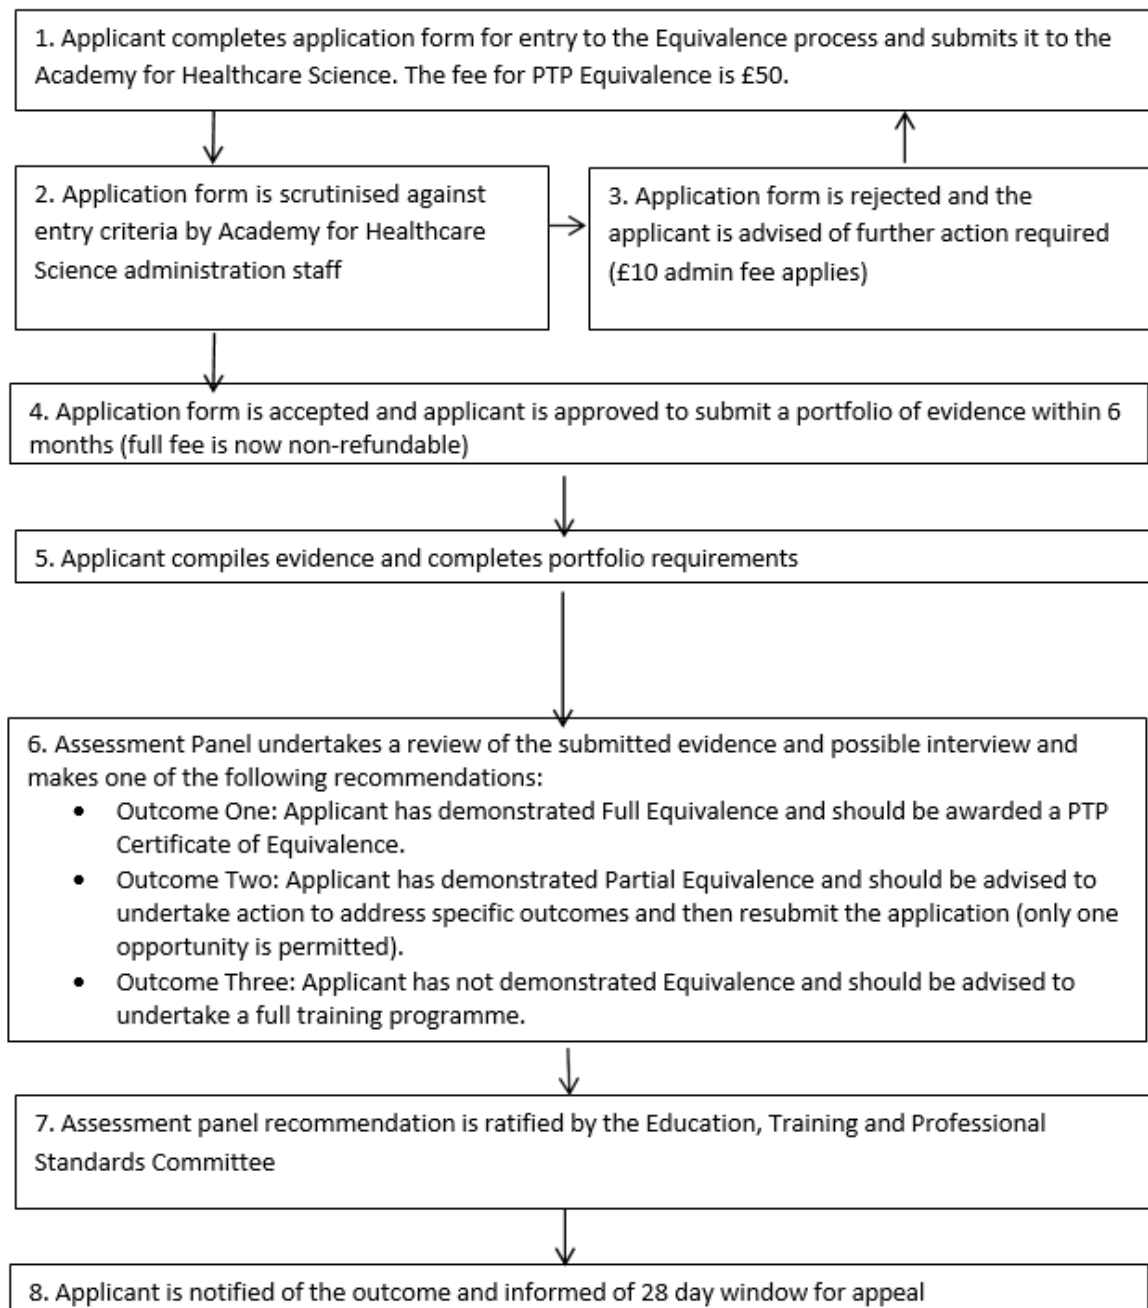 1. Applicant completes application form for entry to the Equivalence process and submits it to the
Academy for Healthcare Science. The fee for PTP Equivalence is £50.
2. Application form is scrutinised against
entry criteria by Academy for Healthcare
Science administration staff
3. Application form is rejected and the
applicant is advised of further action required
(£10 admin fee applies)
4. Application form is accepted and applicant is approved to submit a portfolio of evidence within 6
months (full fee is now non-refundable)
5. Applicant compiles evidence and completes portfolio requirements
6. Assessment Panel undertakes a review of the submitted evidence and possible interview and
makes one of the following recommendations:
• Outcome One: Applicant has demonstrated Full Equivalence and should be awarded a PTP
Certificate of Equivalence.
• Outcome Two: Applicant has demonstrated Partial Equivalence and should be advised to
undertake action to address specific outcomes and then resubmit the application (only one
opportunity is permitted).
• Outcome Three: Applicant has not demonstrated Equivalence and should be advised to
undertake a full training programme.
7. Assessment panel recommendation is ratified by the Education, Training and Professional
Standards Committee
8. Applicant is notified of the outcome and informed of 28 day window for appeal